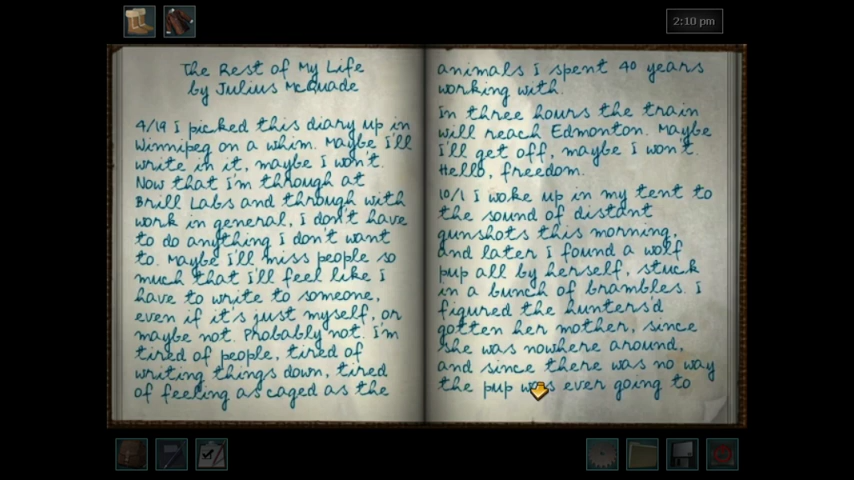 2:10 pm
The Rest of My Life
by Julius McQuade
4/19 I picked this diary up in
Winnipeg on a whim. Maybe I'll
write in it, maybe I won't.
Now that I'm through at
Brill Labs and through with
work in general, I don't have
to do anything I don't want
to. Maybe I'll miss people so
much that I'll feel like I
have to write to someone,
even if it's just myself, or
maybe not. Probably not. I'm
tired of people, tired of
writing things down, tired
of feeling as caged as the
animals I spent 40 years
working with.
In three hours the train
will reach Edmonton. Maybe
I'll get off, maybe I won't.
Hello, freedom.
10/1 I woke up in my tent to
the sound of distant
gunshots this morning,
and later I found a wolf
pup all by herself, stuck
in a bunch of brambles. I
figured the hunters'd
gotten her mother, since
she was nowhere around,
and since there was no way
the pup was ever going to